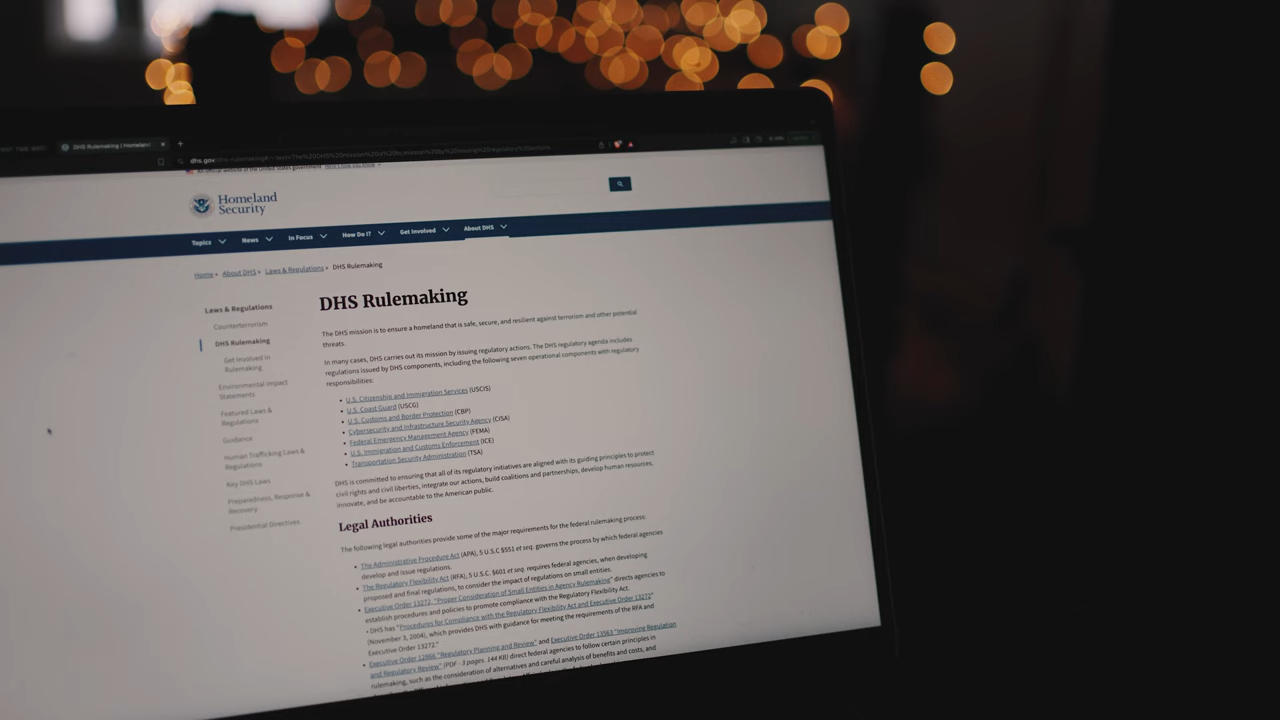 DHS Rulemaking | Homeland
dhs.gov
An official website of the United States government
Homeland
Security
Topics News In Focus How Do I? Get Involved About DHS
Home About DHS Laws & Regulations DHS Rulemaking
Laws & Regulations
Counterterrorism
DHS Rulemaking
Get Involved in
Rulemaking
Environmental Impact
Statements
Featured Laws &
Regulations
Guidance
Human Trafficking Laws &
Regulations
Key DHS Laws
Preparedness, Response &
Recovery
Presidential Directives
DHS Rulemaking
The DHS mission is to ensure a homeland that is safe, secure, and resilient against terrorism and other potential
threats.
In many cases, DHS carries out its mission by issuing regulatory actions. The DHS regulatory agenda includes
regulations issued by DHS components, including the following seven operational components with regulatory
responsibilities:
• U.S. Citizenship and Immigration Services (USCIS)
• U.S. Coast Guard (USCG)
• U.S. Customs and Border Protection (CBP)
• Cybersecurity and Infrastructure Security Agency (CISA)
• Federal Emergency Management Agency (FEMA)
• U.S. Immigration and Customs Enforcement (ICE)
• Transportation Security Administration (TSA)
DHS is committed to ensuring that all of its regulatory initiatives are aligned with its guiding principles to protect
civil rights and civil liberties, integrate our actions, build coalitions and partnerships, develop human resources,
innovate, and be accountable to the American public.
Legal Authorities
The following legal authorities provide some of the major requirements for the federal rulemaking process:
• The Administrative Procedure Act (APA), 5 U.S.C §551 et seq. governs the process by which federal agencies
develop and issue regulations.
• The Regulatory Flexibility Act (RFA), 5 U.S.C. §601 et seq. requires federal agencies, when developing
proposed and final regulations, to consider the impact of regulations on small entities.
• Executive Order 13272, "Proper Consideration of Small Entities in Agency Rulemaking" directs agencies to
establish procedures and policies to promote compliance with the Regulatory Flexibility Act.
• DHS has "Procedures for Compliance with the Regulatory Flexibility Act and Executive Order 13272"
(November 3, 2004), which provides DHS with guidance for meeting the requirements of the RFA and
Executive Order 13272."
• Executive Order 12866 "Regulatory Planning and Review" and Executive Order 13563 "Improving Regulation
and Regulatory Review" (PDF - 3 pages, 144 KB) direct federal agencies to follow certain principles in
rulemaking, such as the consideration of alternatives and careful analysis of benefits and costs, and